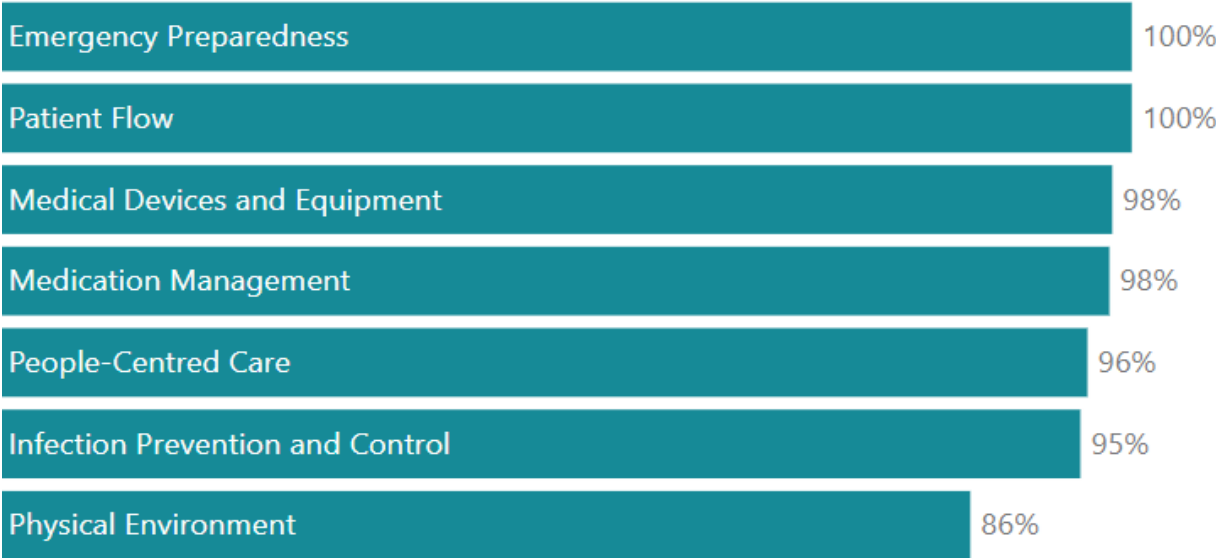 Emergency Preparedness 100%
Patient Flow 100%
Medical Devices and Equipment 98%
Medication Management 98%
People-Centred Care 96%
Infection Prevention and Control 95%
Physical Environment 86%